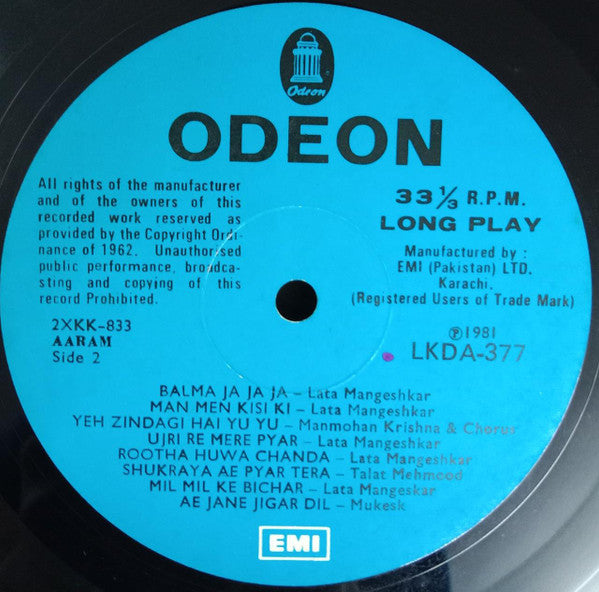 Odeon
ODEON
All rights of the manufacturer
and of the owners of this
recorded work reserved as
provided by the Copyright Ordi-
nance of 1962. Unauthorised
public performance, broadca-
sting and copying of this
record Prohibited.
33⅓ R.P.M.
LONG PLAY
Manufactured by :
EMI (Pakistan) LTD.
Karachi.
(Registered Users of Trade Mark)
2XKK-833
AARAM
Side 2
℗1981
LKDA-377
BALMA JA JA JA – Lata Mangeshkar
MAN MEN KISI KI – Lata Mangeshkar
YEH ZINDAGI HAI YU YU – Manmohan Krishna & Chorus
UJRI RE MERE PYAR – Lata Mangeshkar
ROOTHA HUWA CHANDA – Lata Mangeshkar
SHUKRAYA AE PYAR TERA – Talat Mehmood
MIL MIL KE BICHAR – Lata Mangeskar
AE JANE JIGAR DIL – Mukesk
EMI